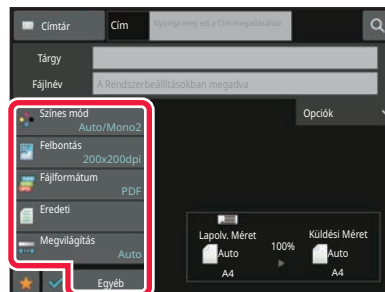 Címtár
Cím
Nyomja meg ezt a Cím megadásához
Tárgy
Fájlnév
A Rendszerbeállításokban megadva
Színes mód
Auto/Mono2
Opciók
Felbontás
200x200dpi
Fájlformátum
PDF
Eredeti
Megvilágítás
Auto
Egyéb
Lapolv. Méret
100%
Küldési Méret
Auto
Auto
A4
A4